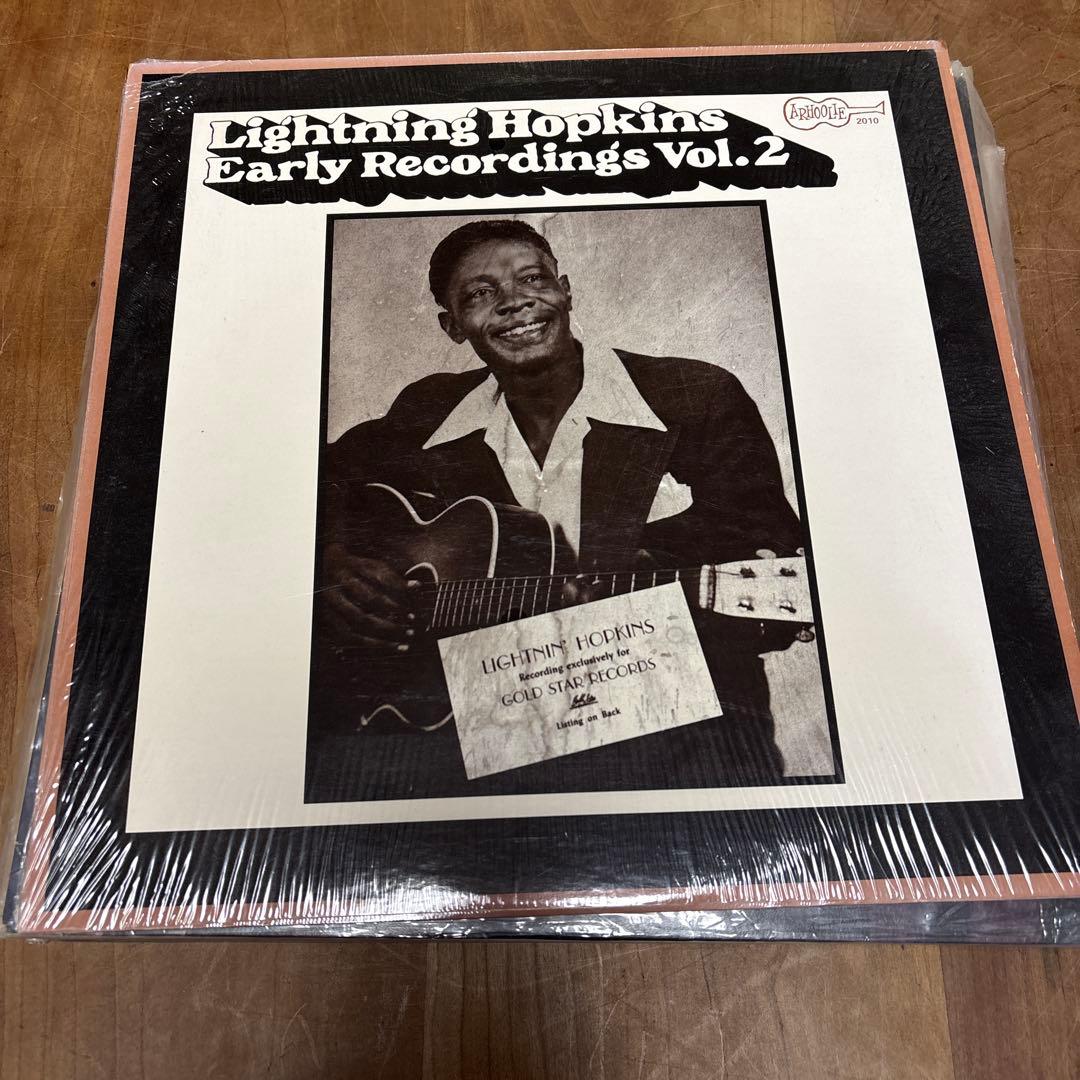 Lightning Hopkins
Early Recordings Vol. 2
ARHOOLIE
2010
LIGHTNIN' HOPKINS
Recording exclusively for
GOLD STAR RECORDS
Listing on Back